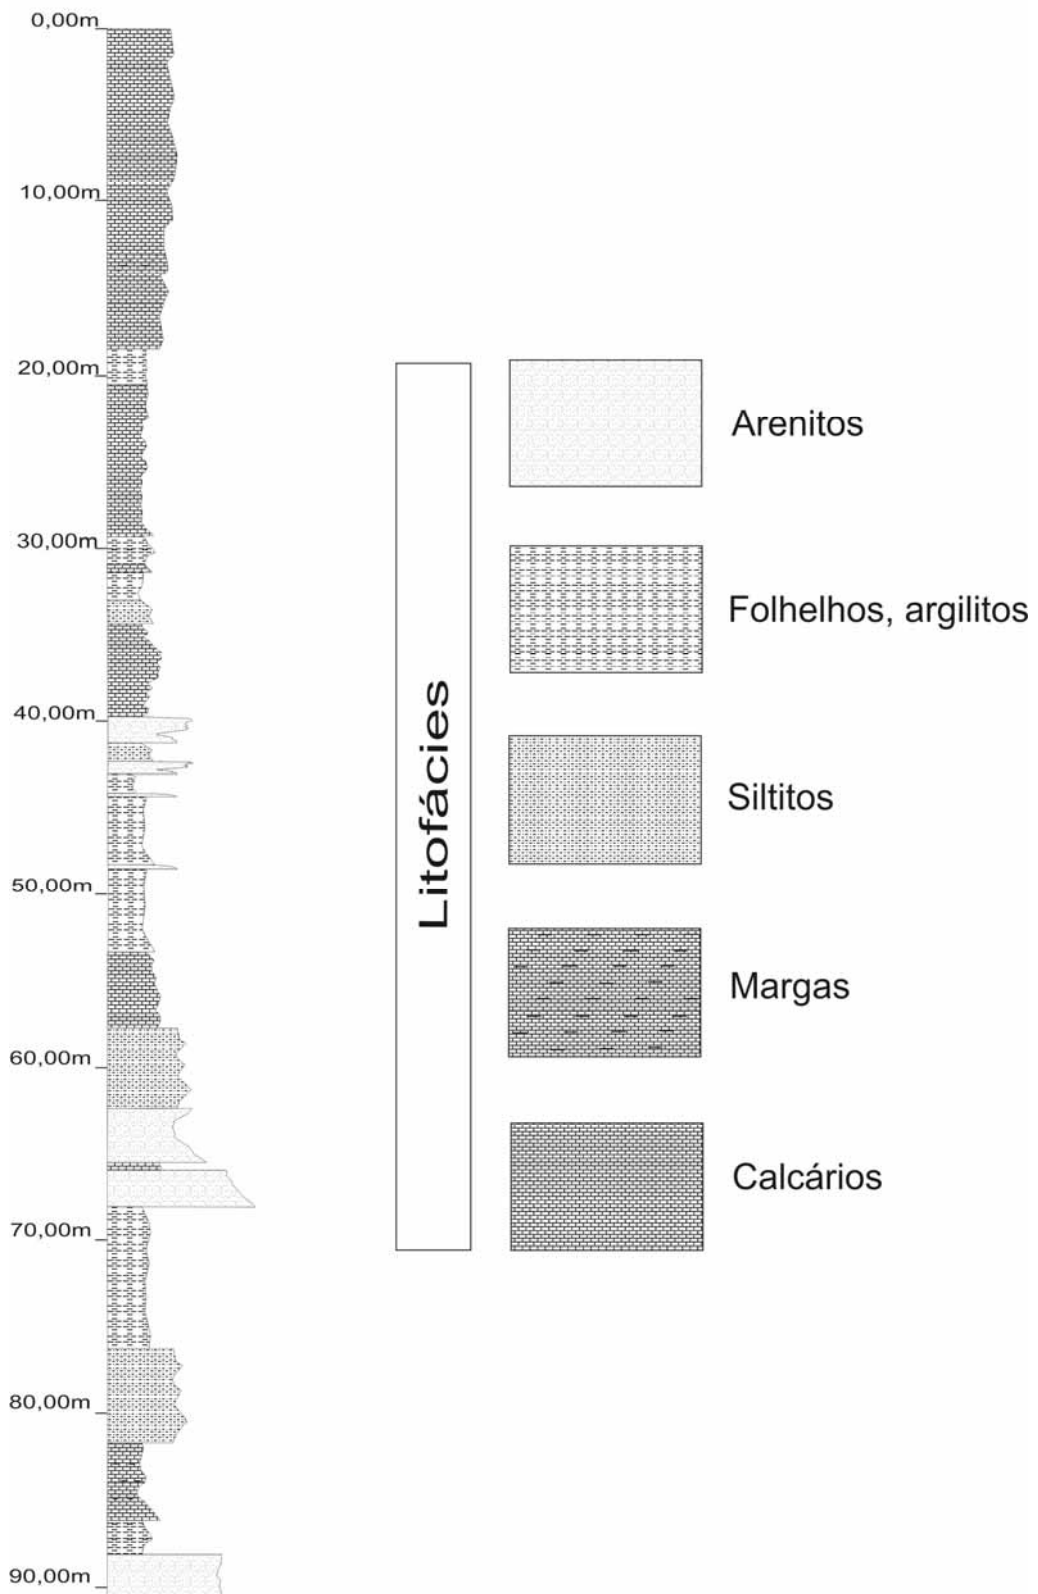 0,00m
10,00m
20,00m
30,00m
40,00m
50,00m
60,00m
70,00m
80,00m
90,00m
Litofácies
Arenitos
Folhelhos, argilitos
Siltitos
Margas
Calcários